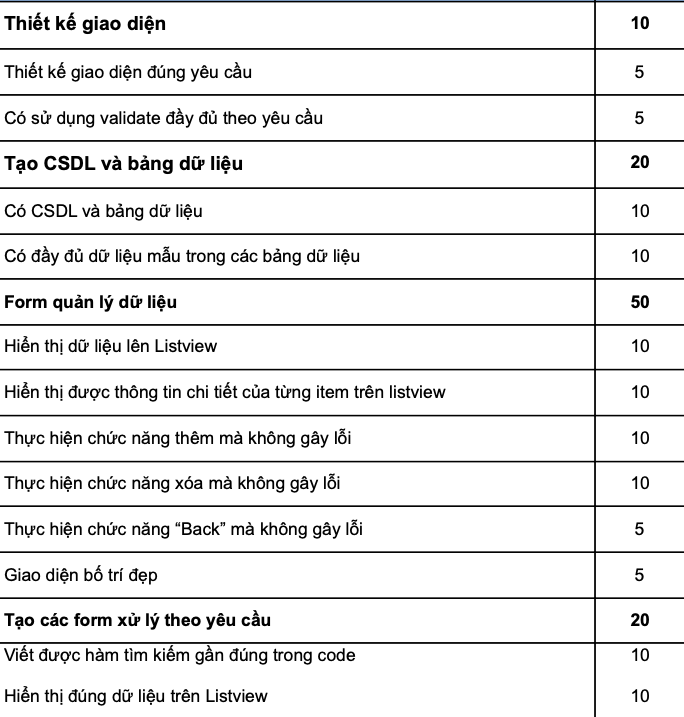 Thiết kế giao diện 10
Thiết kế giao diện đúng yêu cầu 5
Có sử dụng validate đầy đủ theo yêu cầu 5
Tạo CSDL và bảng dữ liệu 20
Có CSDL và bảng dữ liệu 10
Có đầy đủ dữ liệu mẫu trong các bảng dữ liệu 10
Form quản lý dữ liệu 50
Hiển thị dữ liệu lên Listview 10
Hiển thị được thông tin chi tiết của từng item trên listview 10
Thực hiện chức năng thêm mà không gây lỗi 10
Thực hiện chức năng xóa mà không gây lỗi 10
Thực hiện chức năng “Back” mà không gây lỗi 5
Giao diện bố trí đẹp 5
Tạo các form xử lý theo yêu cầu 20
Viết được hàm tìm kiếm gần đúng trong code 10
Hiển thị đúng dữ liệu trên Listview 10